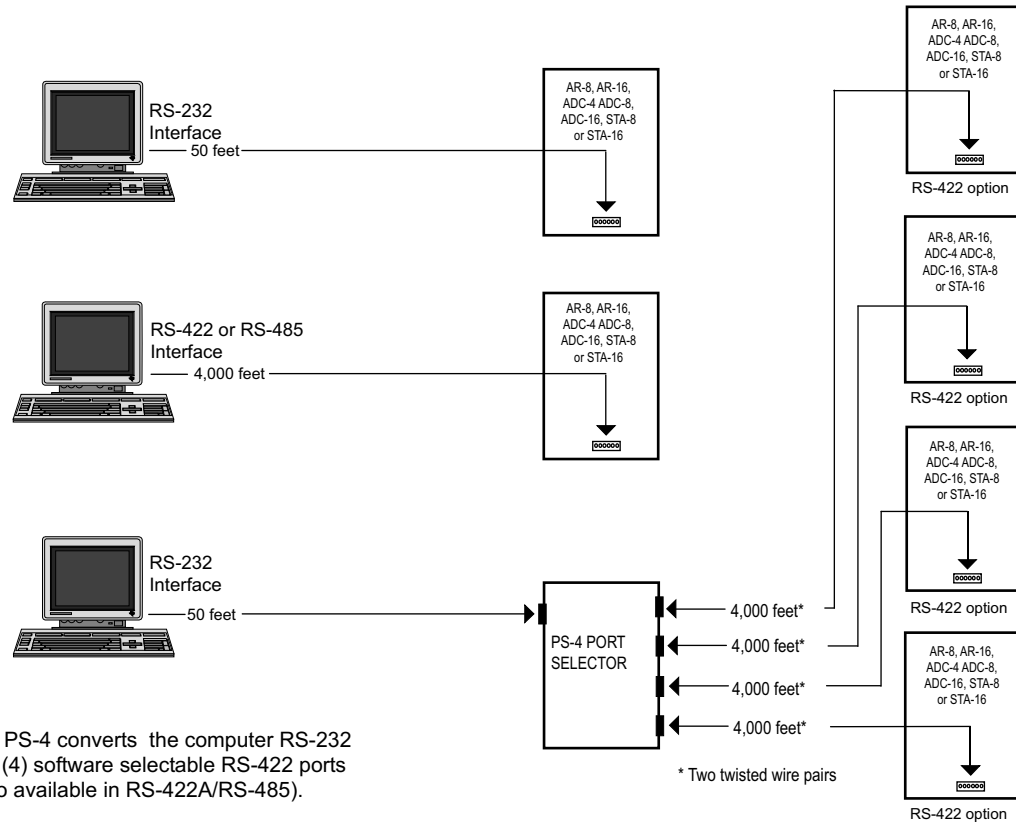 RS-232
Interface
50 feet
AR-8, AR-16,
ADC-4 ADC-8,
ADC-16, STA-8
or STA-16
RS-422 or RS-485
Interface
4,000 feet
AR-8, AR-16,
ADC-4 ADC-8,
ADC-16, STA-8
or STA-16
RS-232
Interface
50 feet
PS-4 PORT
SELECTOR
4,000 feet*
4,000 feet*
4,000 feet*
4,000 feet*
* Two twisted wire pairs
AR-8, AR-16,
ADC-4 ADC-8,
ADC-16, STA-8
or STA-16
RS-422 option
AR-8, AR-16,
ADC-4 ADC-8,
ADC-16, STA-8
or STA-16
RS-422 option
AR-8, AR-16,
ADC-4 ADC-8,
ADC-16, STA-8
or STA-16
RS-422 option
AR-8, AR-16,
ADC-4 ADC-8,
ADC-16, STA-8
or STA-16
RS-422 option
PS-4 converts the computer RS-232
(4) software selectable RS-422 ports
available in RS-422A/RS-485).